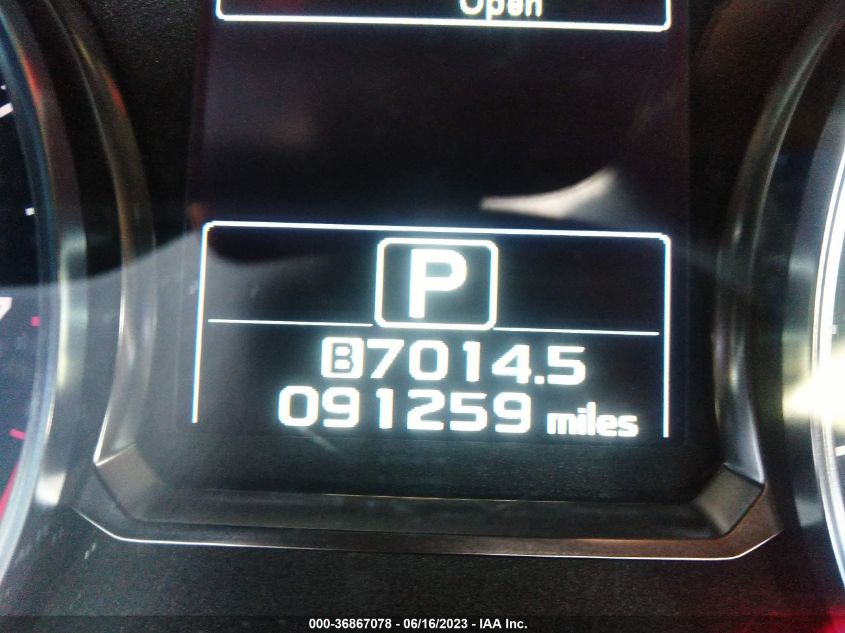 Open
P
B7014.5
091259 miles
000-36867078 - 06/16/2023 - IAA Inc.